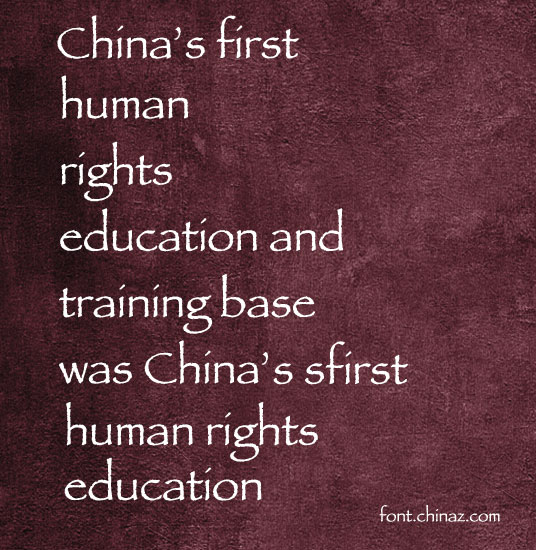 China’s first
human
rights
education and
training base
was China’s sfirst
human rights
education
font.chinaz.com